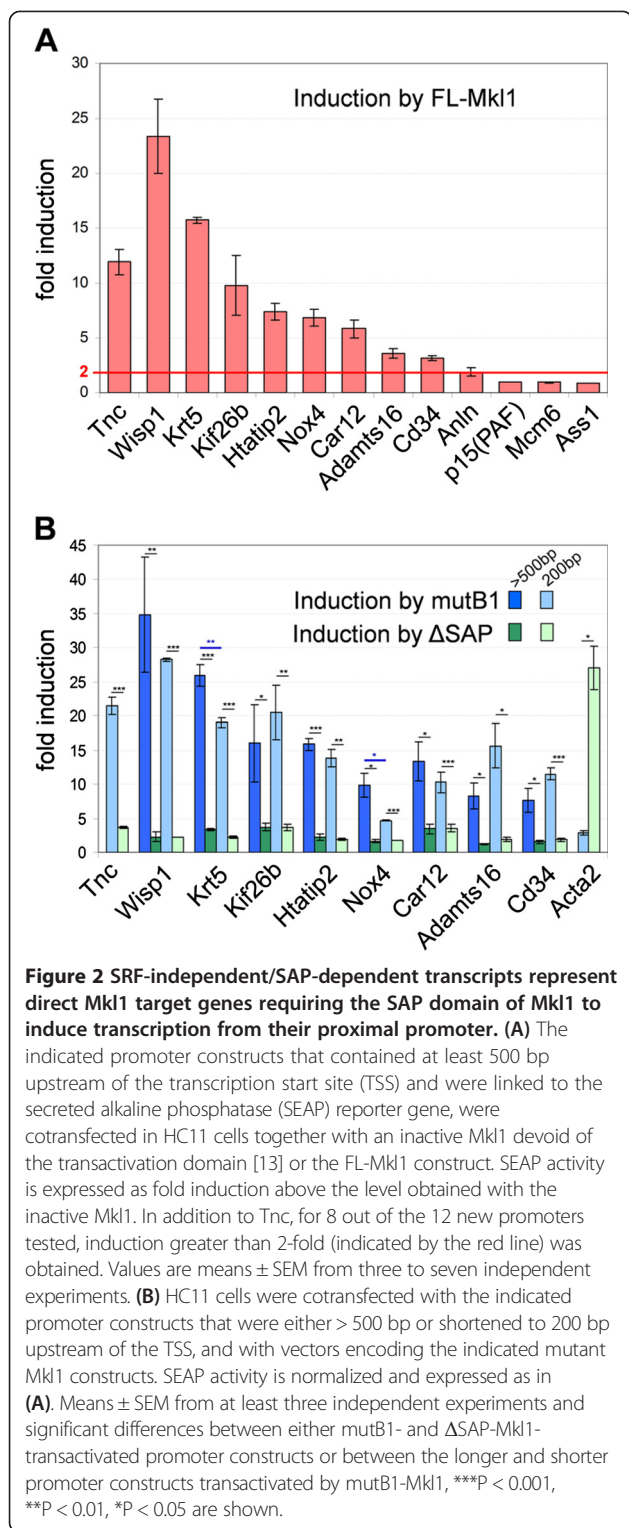 A
30
25
20
15
10
5
2
0
fold induction
Induction by FL-Mkl1
Tnc
Wisp1
Krt5
Kif26b
Htatip2
Nox4
Car12
Adamts16
Cd34
Anln
p15(PAF)
Mcm6
Ass1
B
45
40
35
30
25
20
15
10
5
0
fold induction
>500bp
200bp
Induction by mutB1
Induction by ΔSAP
***
**
***
**
***
***
*
**
***
**
*
*
***
*
***
*
*
*
***
*
Tnc
Wisp1
Krt5
Kif26b
Htatip2
Nox4
Car12
Adamts16
Cd34
Acta2
Figure 2 SRF-independent/SAP-dependent transcripts represent
direct Mkl1 target genes requiring the SAP domain of Mkl1 to
induce transcription from their proximal promoter. (A) The
indicated promoter constructs that contained at least 500 bp
upstream of the transcription start site (TSS) and were linked to the
secreted alkaline phosphatase (SEAP) reporter gene, were
cotransfected in HC11 cells together with an inactive Mkl1 devoid of
the transactivation domain [13] or the FL-Mkl1 construct. SEAP activity
is expressed as fold induction above the level obtained with the
inactive Mkl1. In addition to Tnc, for 8 out of the 12 new promoters
tested, induction greater than 2-fold (indicated by the red line) was
obtained. Values are means ± SEM from three to seven independent
experiments. (B) HC11 cells were cotransfected with the indicated
promoter constructs that were either > 500 bp or shortened to 200 bp
upstream of the TSS, and with vectors encoding the indicated mutant
Mkl1 constructs. SEAP activity is normalized and expressed as in
(A). Means ± SEM from at least three independent experiments and
significant differences between either mutB1- and ΔSAP-Mkl1-
transactivated promoter constructs or between the longer and shorter
promoter constructs transactivated by mutB1-Mkl1, ***P < 0.001,
**P < 0.01, *P < 0.05 are shown.